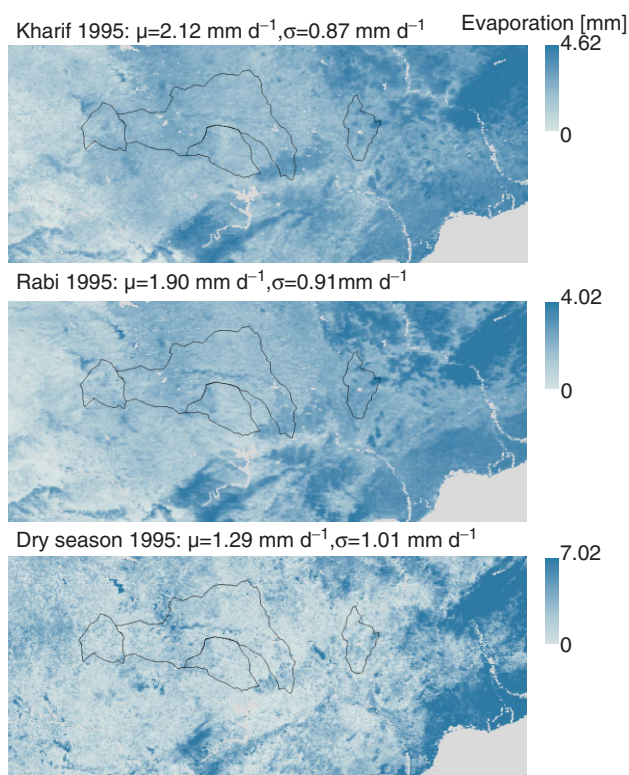 Kharif 1995: μ=2.12 mm d⁻¹,σ=0.87 mm d⁻¹
Evaporation [mm]
4.62
0
Rabi 1995: μ=1.90 mm d⁻¹,σ=0.91mm d⁻¹
4.02
0
Dry season 1995: μ=1.29 mm d⁻¹,σ=1.01 mm d⁻¹
7.02
0